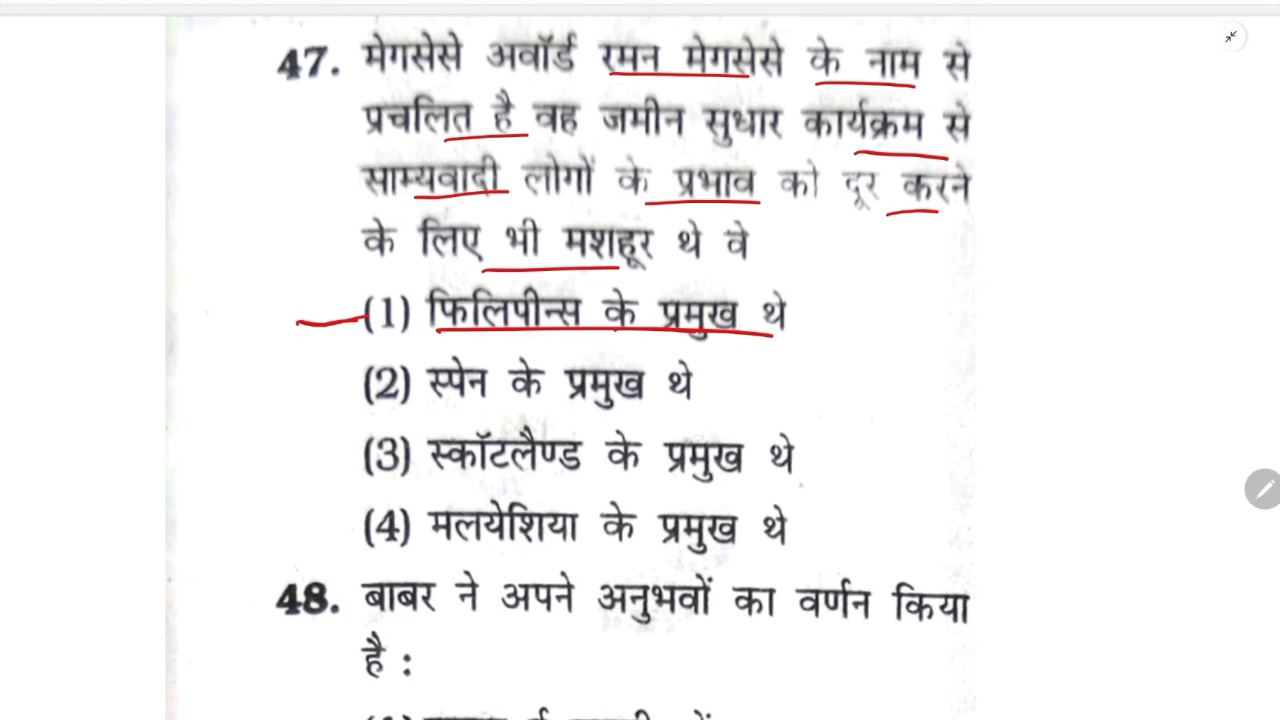 47. मेगसेसे अवॉर्ड रमन मेगसेसे के नाम से
प्रचलित है वह जमीन सुधार कार्यक्रम से
साम्यवादी लोगों के प्रभाव को दूर करने
के लिए भी मशहूर थे वे
(1) फिलिपीन्स के प्रमुख थे
(2) स्पेन के प्रमुख थे
(3) स्कॉटलैण्ड के प्रमुख थे
(4) मलयेशिया के प्रमुख थे
48. बाबर ने अपने अनुभवों का वर्णन किया
है :